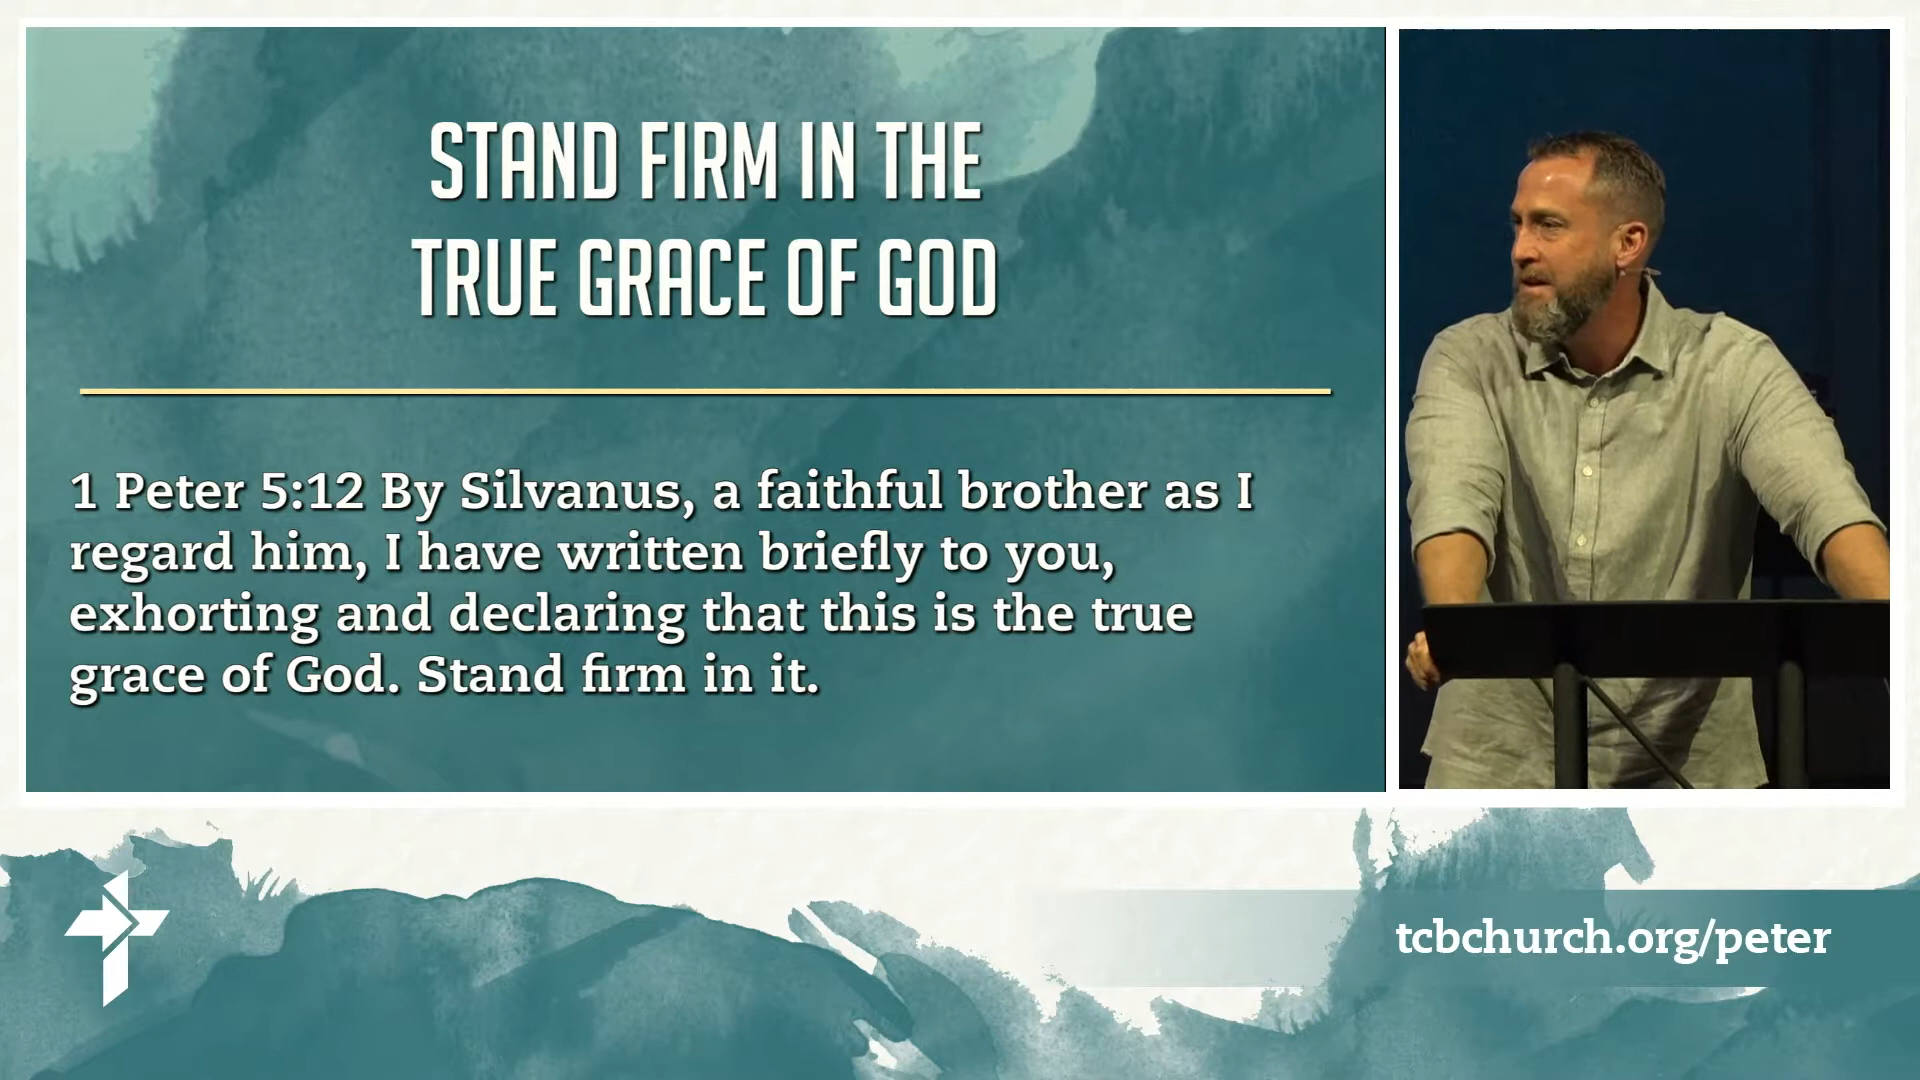 STAND FIRM IN THE
TRUE GRACE OF GOD
1 Peter 5:12 By Silvanus, a faithful brother as I
regard him, I have written briefly to you,
exhorting and declaring that this is the true
grace of God. Stand firm in it.
tcbchurch.org/peter